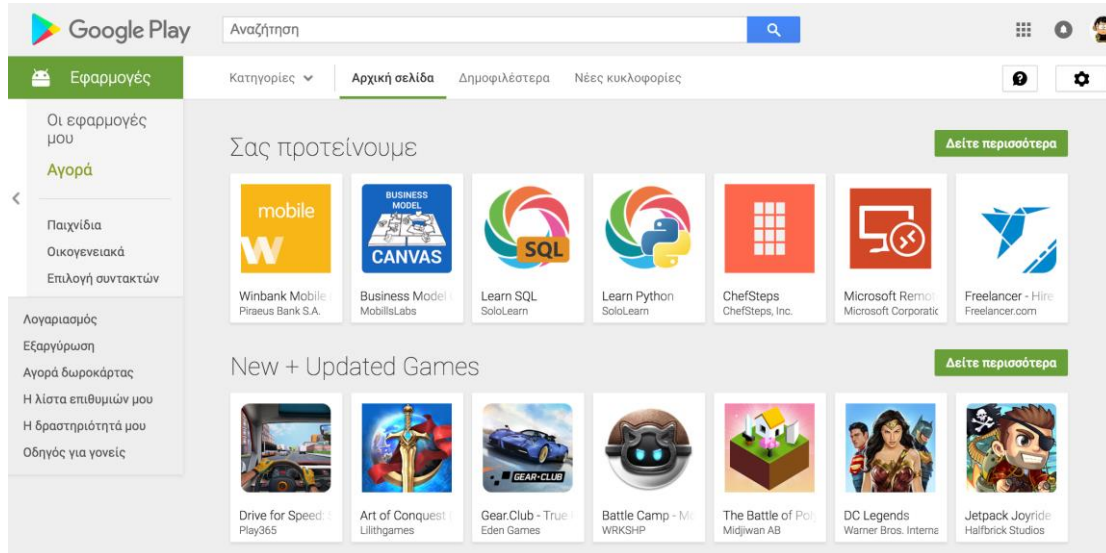 Google Play
Αναζήτηση
Εφαρμογές
Κατηγορίες
Αρχική σελίδα
Δημοφιλέστερα
Νέες κυκλοφορίες
Οι εφαρμογές
μου
Αγορά
Παιχνίδια
Οικογενειακά
Επιλογή συντακτών
Λογαριασμός
Εξαργύρωση
Αγορά δωροκάρτας
Η λίστα επιθυμιών μου
Η δραστηριότητά μου
Οδηγός για γονείς
Σας προτείνουμε
Δείτε περισσότερα
mobile
W
BUSINESS
MODEL
CANVAS
SQL
Winbank Mobile
Piraeus Bank S.A.
Business Model
MobillsLabs
Learn SQL
SoloLearn
Learn Python
SoloLearn
ChefSteps
ChefSteps, Inc.
Microsoft Remot
Microsoft Corporatic
Freelancer - Hire
Freelancer.com
New + Updated Games
Δείτε περισσότερα
GEAR•CLUB
Drive for Speed:
Play365
Art of Conquest
Lilithgames
Gear.Club - True
Eden Games
Battle Camp - Mo
WRKSHP
The Battle of Pol
Midjiwan AB
DC Legends
Warner Bros. Interna
Jetpack Joyride
Halfbrick Studios